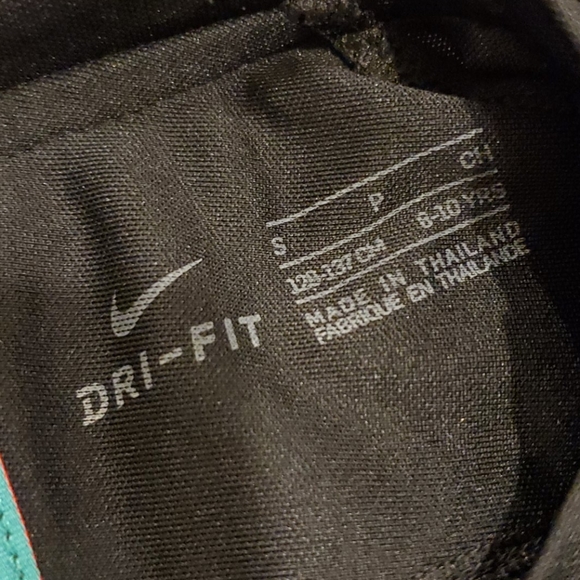 DRI-FIT
S P CH
128-137 CM 8-10 YRS
MADE IN THAILAND
FABRIQUE EN THAILANDE